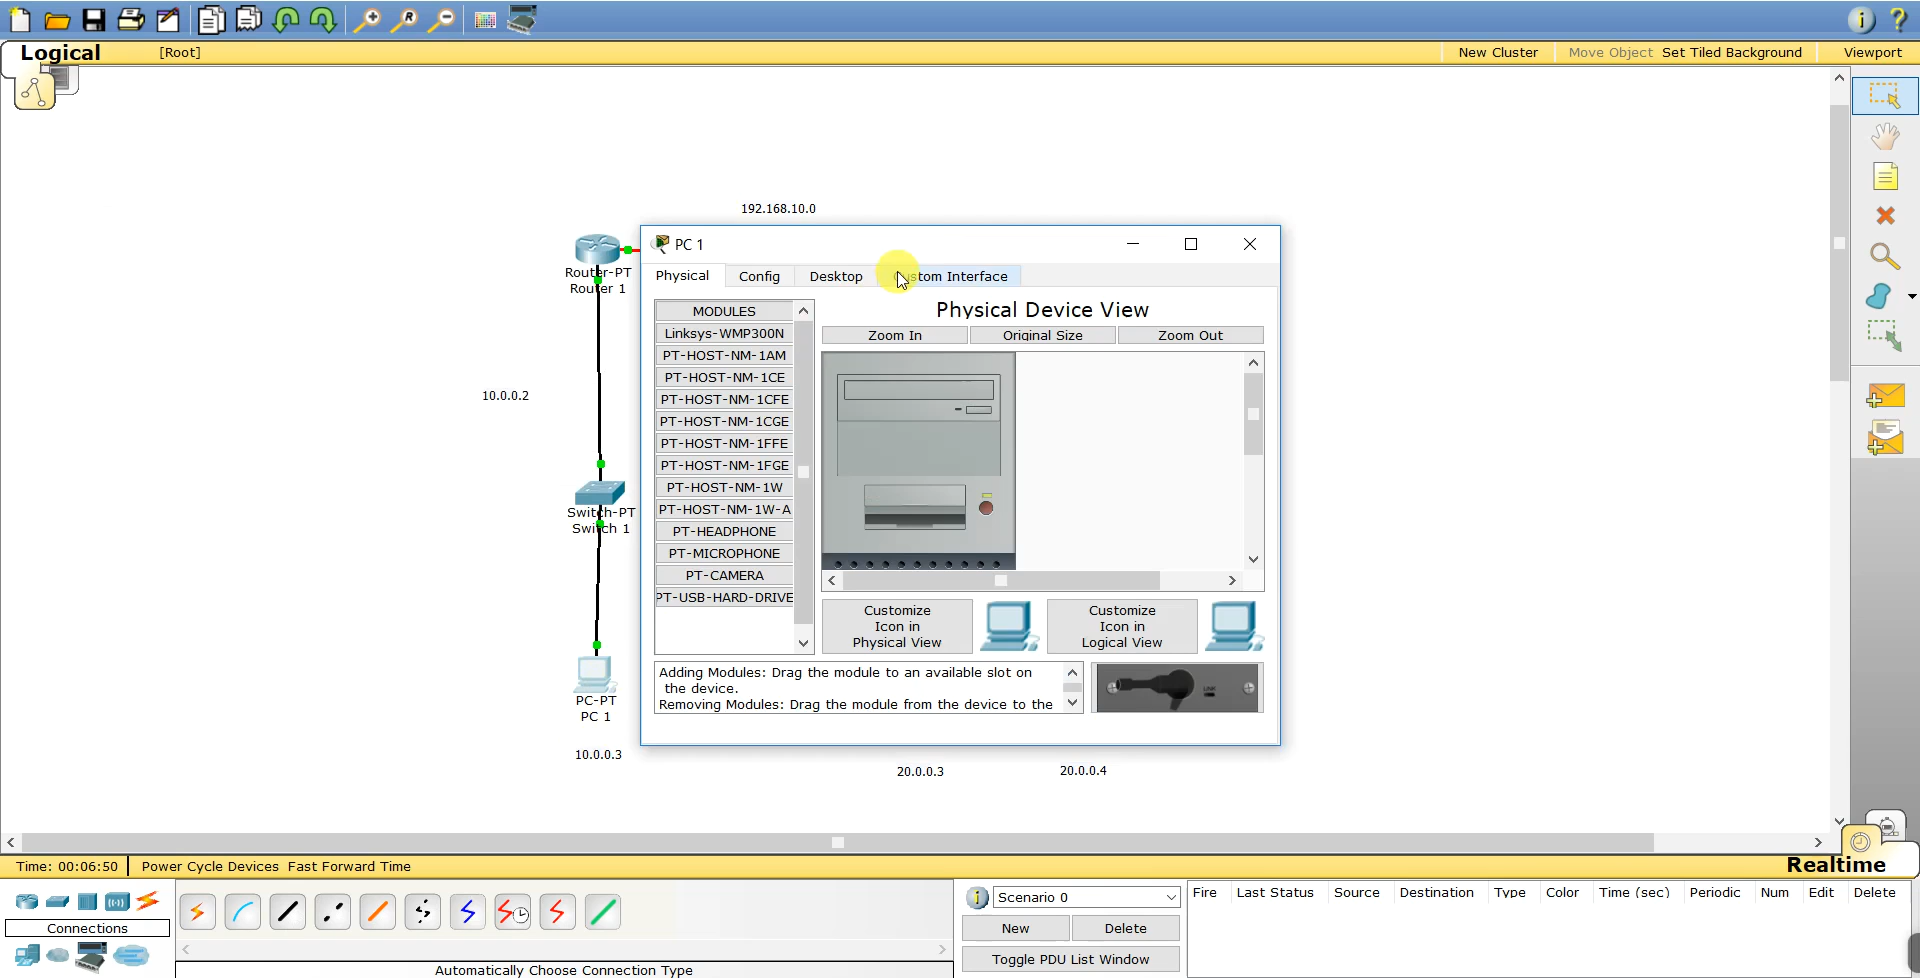 Logical
[Root]
New Cluster
Move Object
Set Tiled Background
Viewport
192.168.10.0
Router-PT
Router 1
10.0.0.2
Switch-PT
Switch 1
PC-PT
PC 1
10.0.0.3
20.0.0.3
20.0.0.4
PC 1
Physical
Config
Desktop
Custom Interface
MODULES
Linksys-WMP300N
PT-HOST-NM-1AM
PT-HOST-NM-1CE
PT-HOST-NM-1CFE
PT-HOST-NM-1CGE
PT-HOST-NM-1FFE
PT-HOST-NM-1FGE
PT-HOST-NM-1W
PT-HOST-NM-1W-A
PT-HEADPHONE
PT-MICROPHONE
PT-CAMERA
PT-USB-HARD-DRIVE
Physical Device View
Zoom In
Original Size
Zoom Out
Customize
Icon in
Physical View
Customize
Icon in
Logical View
Adding Modules: Drag the module to an available slot on
the device.
Removing Modules: Drag the module from the device to the
LINK
Time: 00:06:50
Power Cycle Devices
Fast Forward Time
Realtime
Connections
Automatically Choose Connection Type
Scenario 0
New
Delete
Toggle PDU List Window
Fire
Last Status
Source
Destination
Type
Color
Time (sec)
Periodic
Num
Edit
Delete